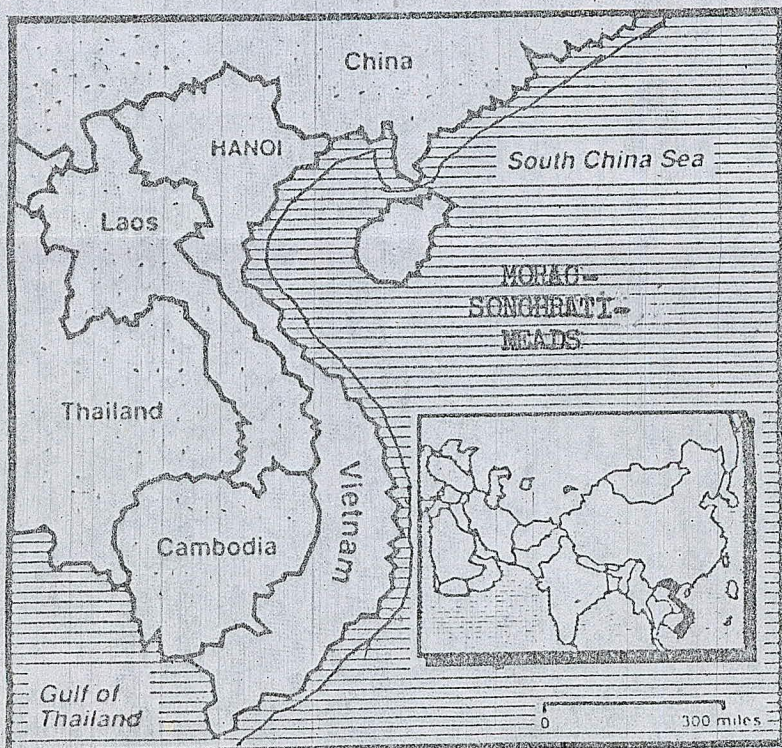 China
HANOI
South China Sea
Laos
MORAC-
SONGHRATI-
MEADS
Thailand
Vietnam
Cambodia
Gulf of
Thailand
0 300 miles